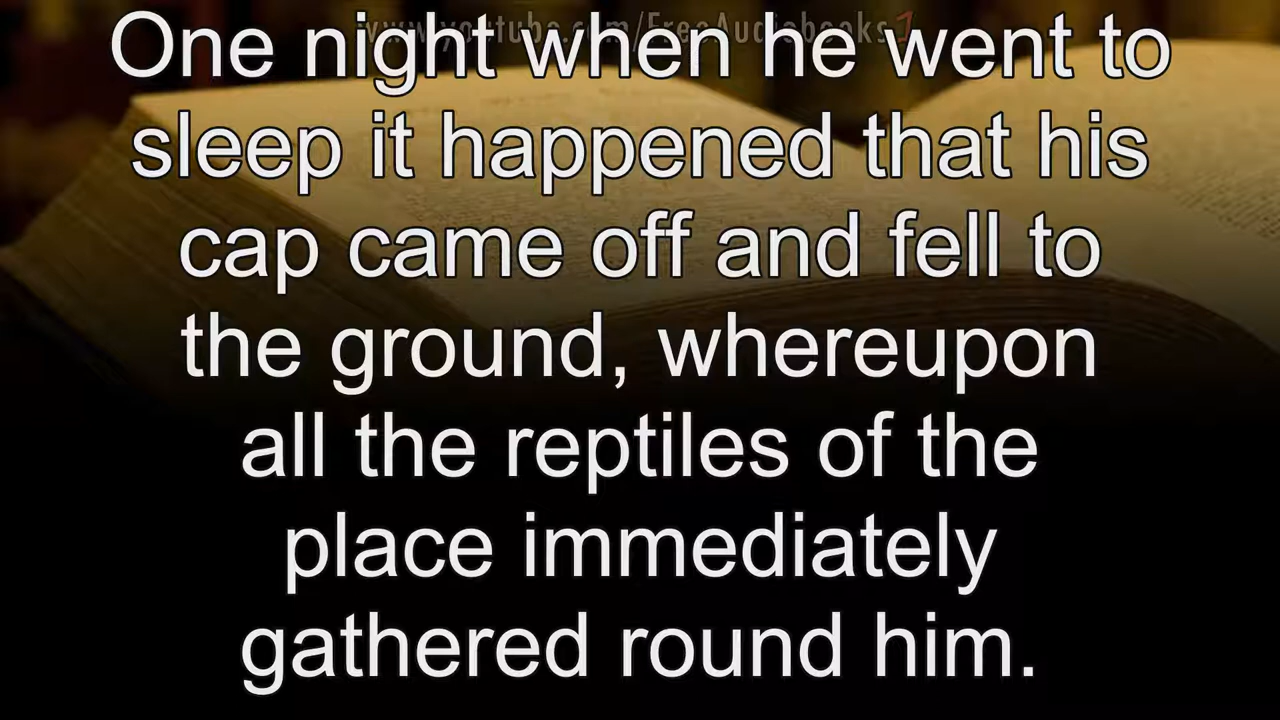 www.youtube.com/FreeAudiobooks1
One night when he went to
sleep it happened that his
cap came off and fell to
the ground, whereupon
all the reptiles of the
place immediately
gathered round him.